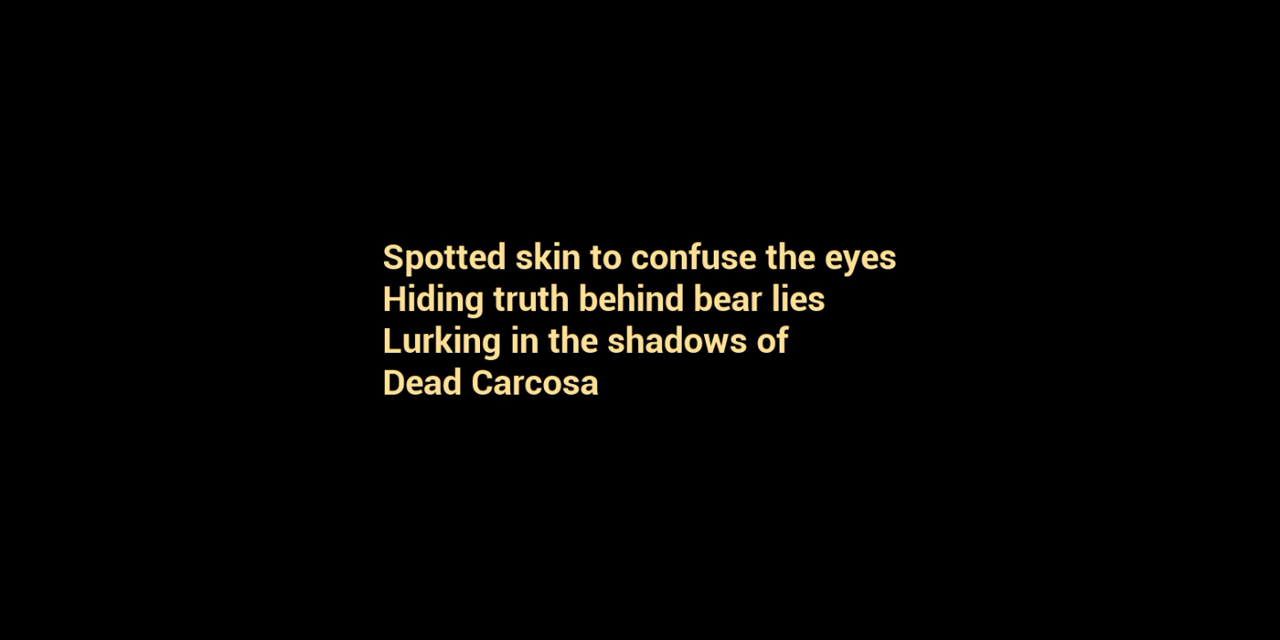 Spotted skin to confuse the eyes
Hiding truth behind bear lies
Lurking in the shadows of
Dead Carcosa